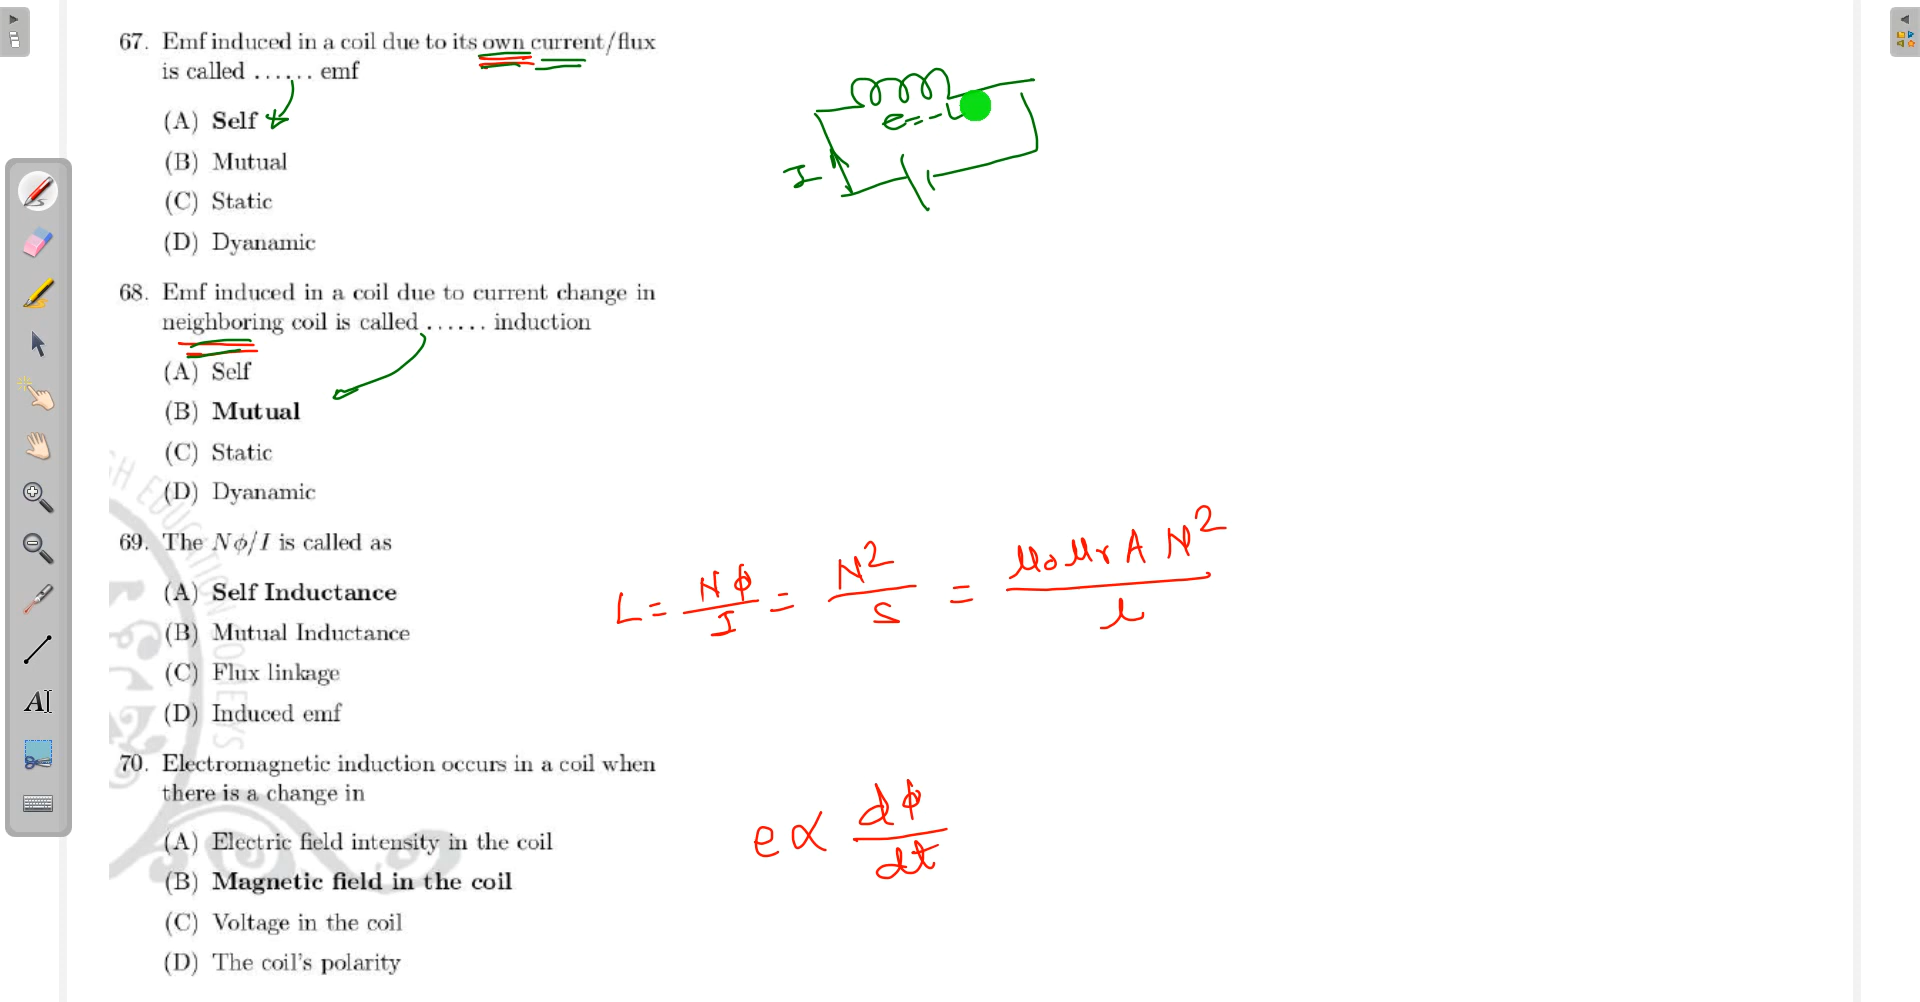 67. Emf induced in a coil due to its own current/flux
is called ...... emf
(A) Self
(B) Mutual
(C) Static
(D) Dyanamic
e = - L
I
68. Emf induced in a coil due to current change in
neighboring coil is called ...... induction
(A) Self
(B) Mutual
(C) Static
(D) Dyanamic
69. The Nϕ/I is called as
(A) Self Inductance
(B) Mutual Inductance
(C) Flux linkage
(D) Induced emf
L = Nϕ/I = N²/S = μ₀μᵣAN²/l
70. Electromagnetic induction occurs in a coil when
there is a change in
(A) Electric field intensity in the coil
(B) Magnetic field in the coil
(C) Voltage in the coil
(D) The coil's polarity
e ∝ dϕ/dt
AI